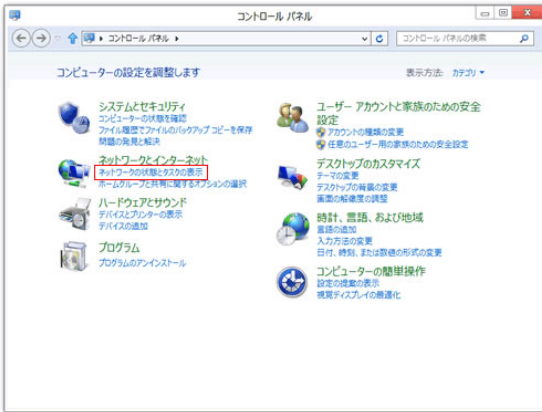 コントロール パネル
コントロール パネル
コントロール パネルの検索
コンピューターの設定を調整します
表示方法: カテゴリ
システムとセキュリティ
コンピューターの状態を確認
ファイル履歴でファイルのバックアップ コピーを保存
問題の発見と解決
ネットワークとインターネット
ネットワークの状態とタスクの表示
ホームグループと共有に関するオプションの選択
ハードウェアとサウンド
デバイスとプリンターの表示
デバイスの追加
プログラム
プログラムのアンインストール
ユーザー アカウントと家族のための安全
設定
アカウントの種類の変更
任意のユーザー用の家族のための安全設定
デスクトップのカスタマイズ
テーマの変更
デスクトップの背景の変更
画面の解像度の調整
時計、言語、および地域
言語の追加
入力方法の変更
日付、時刻、または数値の形式の変更
コンピューターの簡単操作
設定の提案の表示
視覚ディスプレイの最適化